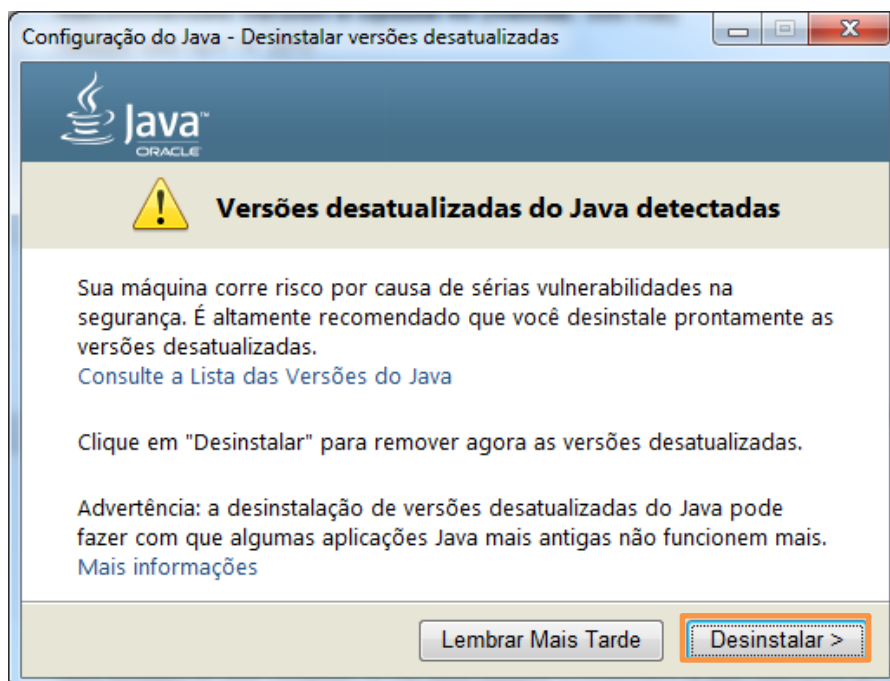 Configuração do Java - Desinstalar versões desatualizadas
Java™
ORACLE
Versões desatualizadas do Java detectadas
Sua máquina corre risco por causa de sérias vulnerabilidades na
segurança. É altamente recomendado que você desinstale prontamente as
versões desatualizadas.
Consulte a Lista das Versões do Java
Clique em "Desinstalar" para remover agora as versões desatualizadas.
Advertência: a desinstalação de versões desatualizadas do Java pode
fazer com que algumas aplicações Java mais antigas não funcionem mais.
Mais informações
Lembrar Mais Tarde
Desinstalar >